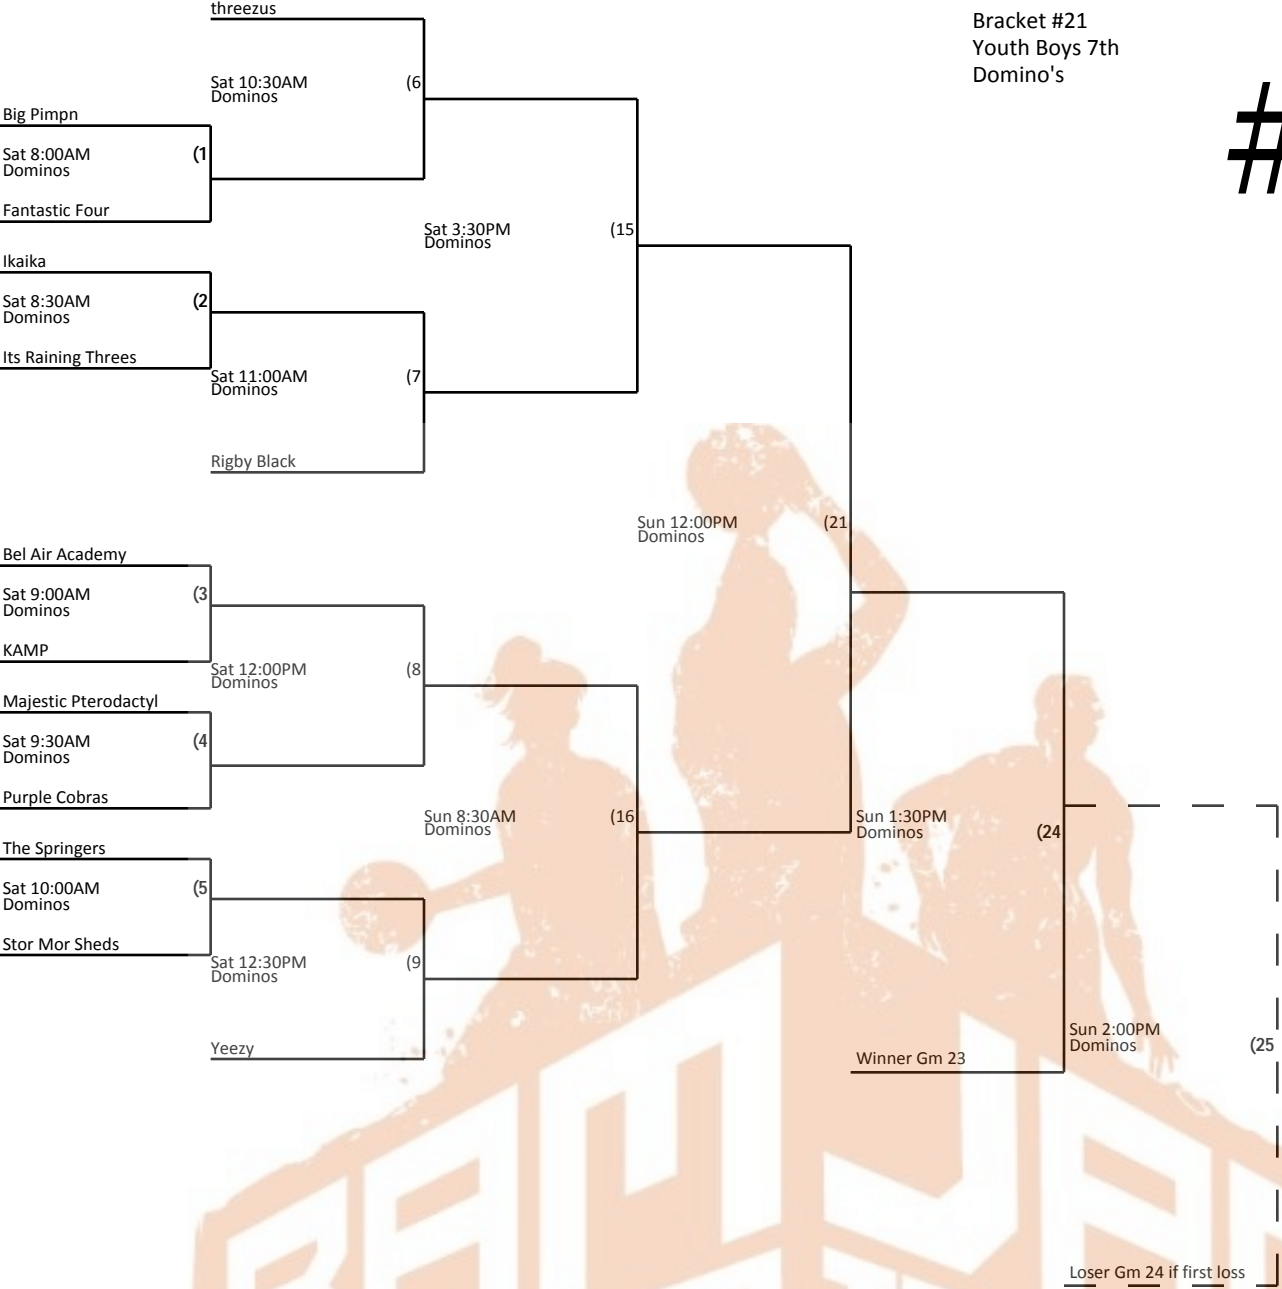 threezus
Bracket #21
Youth Boys 7th
Domino's
#
Sat 10:30AM
Dominos
(6
Big Pimpn
Sat 8:00AM
Dominos
(1
Fantastic Four
Sat 3:30PM
Dominos
(15
Ikaika
Sat 8:30AM
Dominos
(2
Its Raining Threes
Sat 11:00AM
Dominos
(7
Rigby Black
Sun 12:00PM
Dominos
(21
Bel Air Academy
Sat 9:00AM
Dominos
(3
KAMP
Sat 12:00PM
Dominos
(8
Majestic Pterodactyl
Sat 9:30AM
Dominos
(4
Purple Cobras
Sun 8:30AM
Dominos
(16
Sun 1:30PM
Dominos
(24
The Springers
Sat 10:00AM
Dominos
(5
Stor Mor Sheds
Sat 12:30PM
Dominos
(9
Yeezy
Winner Gm 23
Sun 2:00PM
Dominos
(25
Loser Gm 24 if first loss